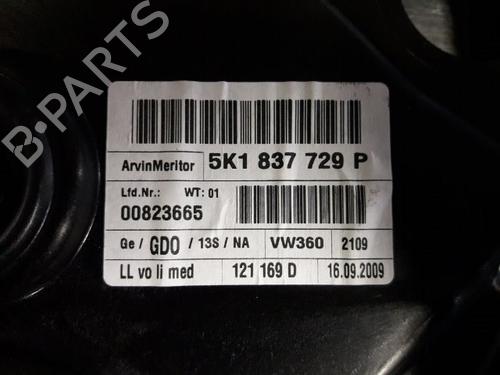 ArvinMeritor 5K1 837 729 P
Lfd.Nr.: WT: 01
00823665
Ge / GDO / 13S / NA VW360 2109
LL vo li med 121 169 D 16.09.2009
B-PARTS